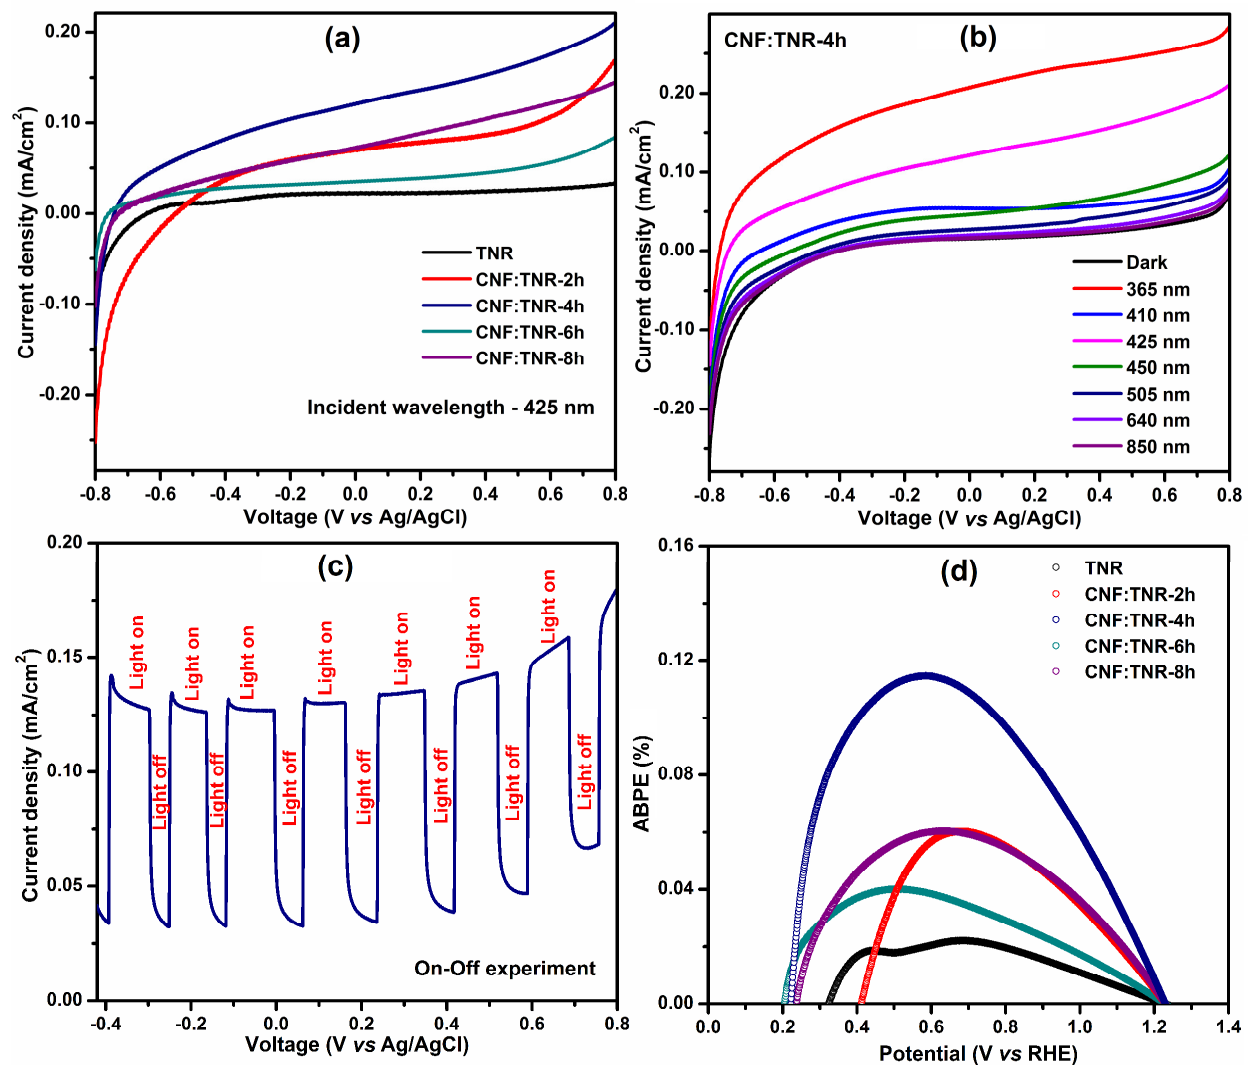 (a)
Current density (mA/cm²)
0.20
0.10
0.00
-0.10
-0.20
TNR
CNF:TNR-2h
CNF:TNR-4h
CNF:TNR-6h
CNF:TNR-8h
Incident wavelength - 425 nm
-0.8 -0.6 -0.4 -0.2 0.0 0.2 0.4 0.6 0.8
Voltage (V vs Ag/AgCl)
CNF:TNR-4h
(b)
Current density (mA/cm²)
0.20
0.10
0.00
-0.10
-0.20
Dark
365 nm
410 nm
425 nm
450 nm
505 nm
640 nm
850 nm
-0.8 -0.6 -0.4 -0.2 0.0 0.2 0.4 0.6 0.8
Voltage (V vs Ag/AgCl)
(c)
Current density (mA/cm²)
0.20
0.15
0.10
0.05
0.00
Light on
Light off
Light on
Light off
Light on
Light off
Light on
Light off
Light on
Light off
Light on
Light off
Light on
Light off
On-Off experiment
-0.4 -0.2 0.0 0.2 0.4 0.6 0.8
Voltage (V vs Ag/AgCl)
(d)
ABPE (%)
0.16
0.12
0.08
0.04
0.00
TNR
CNF:TNR-2h
CNF:TNR-4h
CNF:TNR-6h
CNF:TNR-8h
0.0 0.2 0.4 0.6 0.8 1.0 1.2 1.4
Potential (V vs RHE)